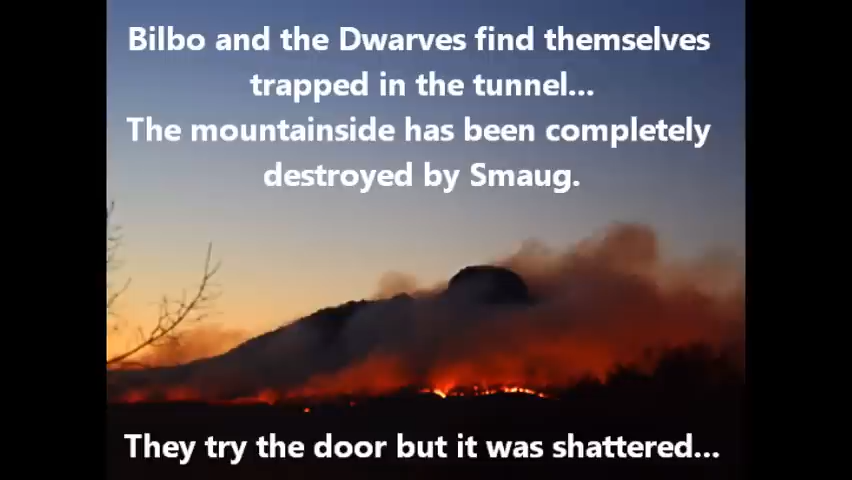 Bilbo and the Dwarves find themselves
trapped in the tunnel...
The mountainside has been completely
destroyed by Smaug.
They try the door but it was shattered...